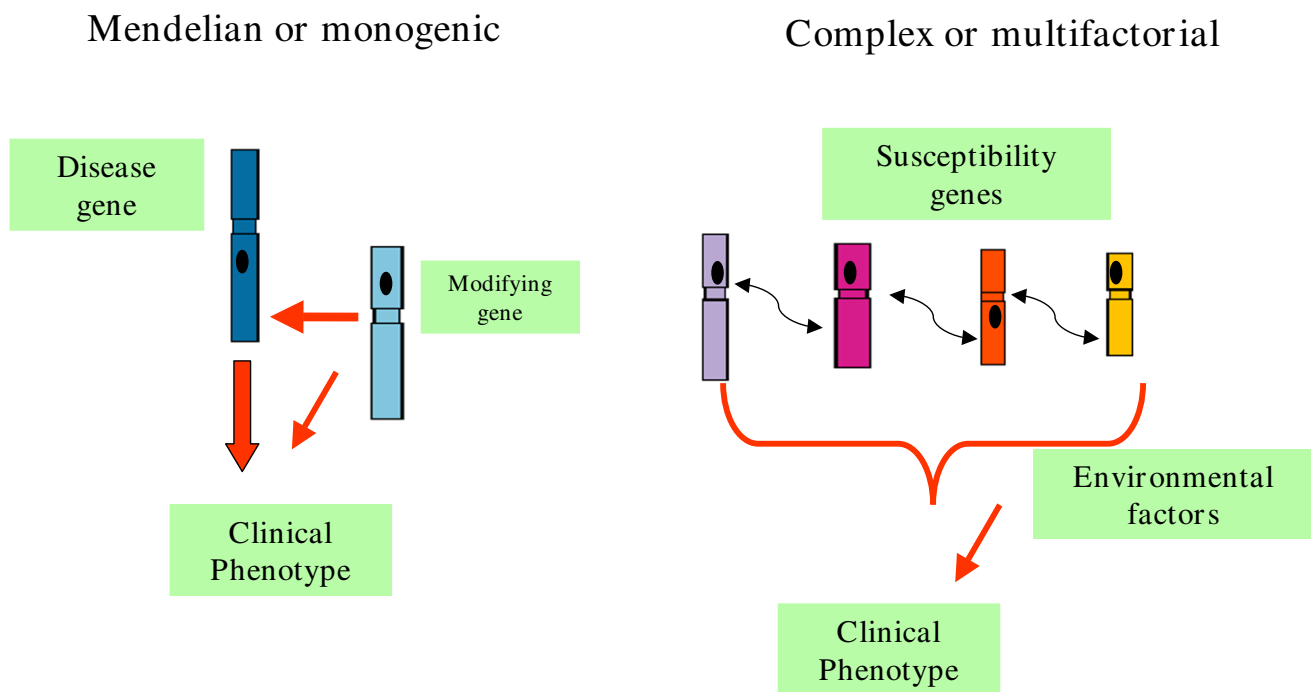 Mendelian or monogenic
Disease
gene
Modifying
gene
Clinical
Phenotype
Complex or multifactorial
Susceptibility
genes
Environmental
factors
Clinical
Phenotype